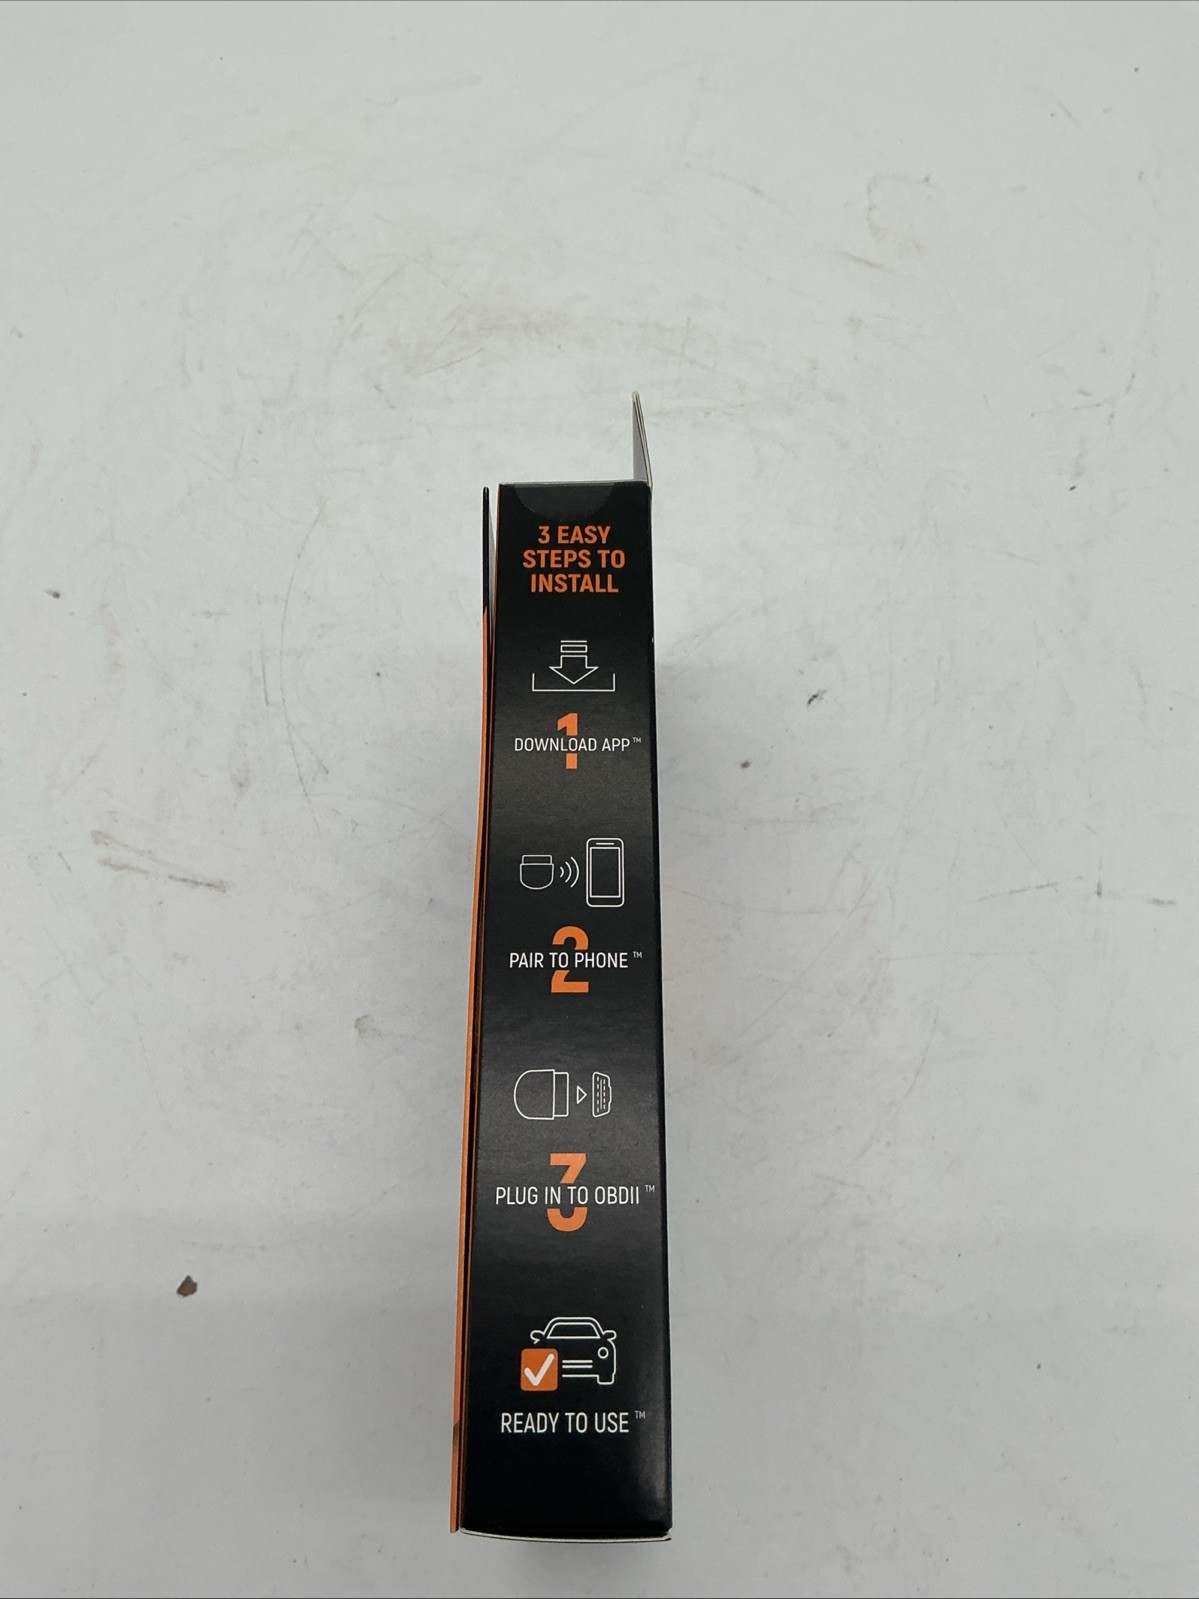 3 EASY
STEPS TO
INSTALL
1
DOWNLOAD APP™
2
PAIR TO PHONE™
3
PLUG IN TO OBDII™
READY TO USE™